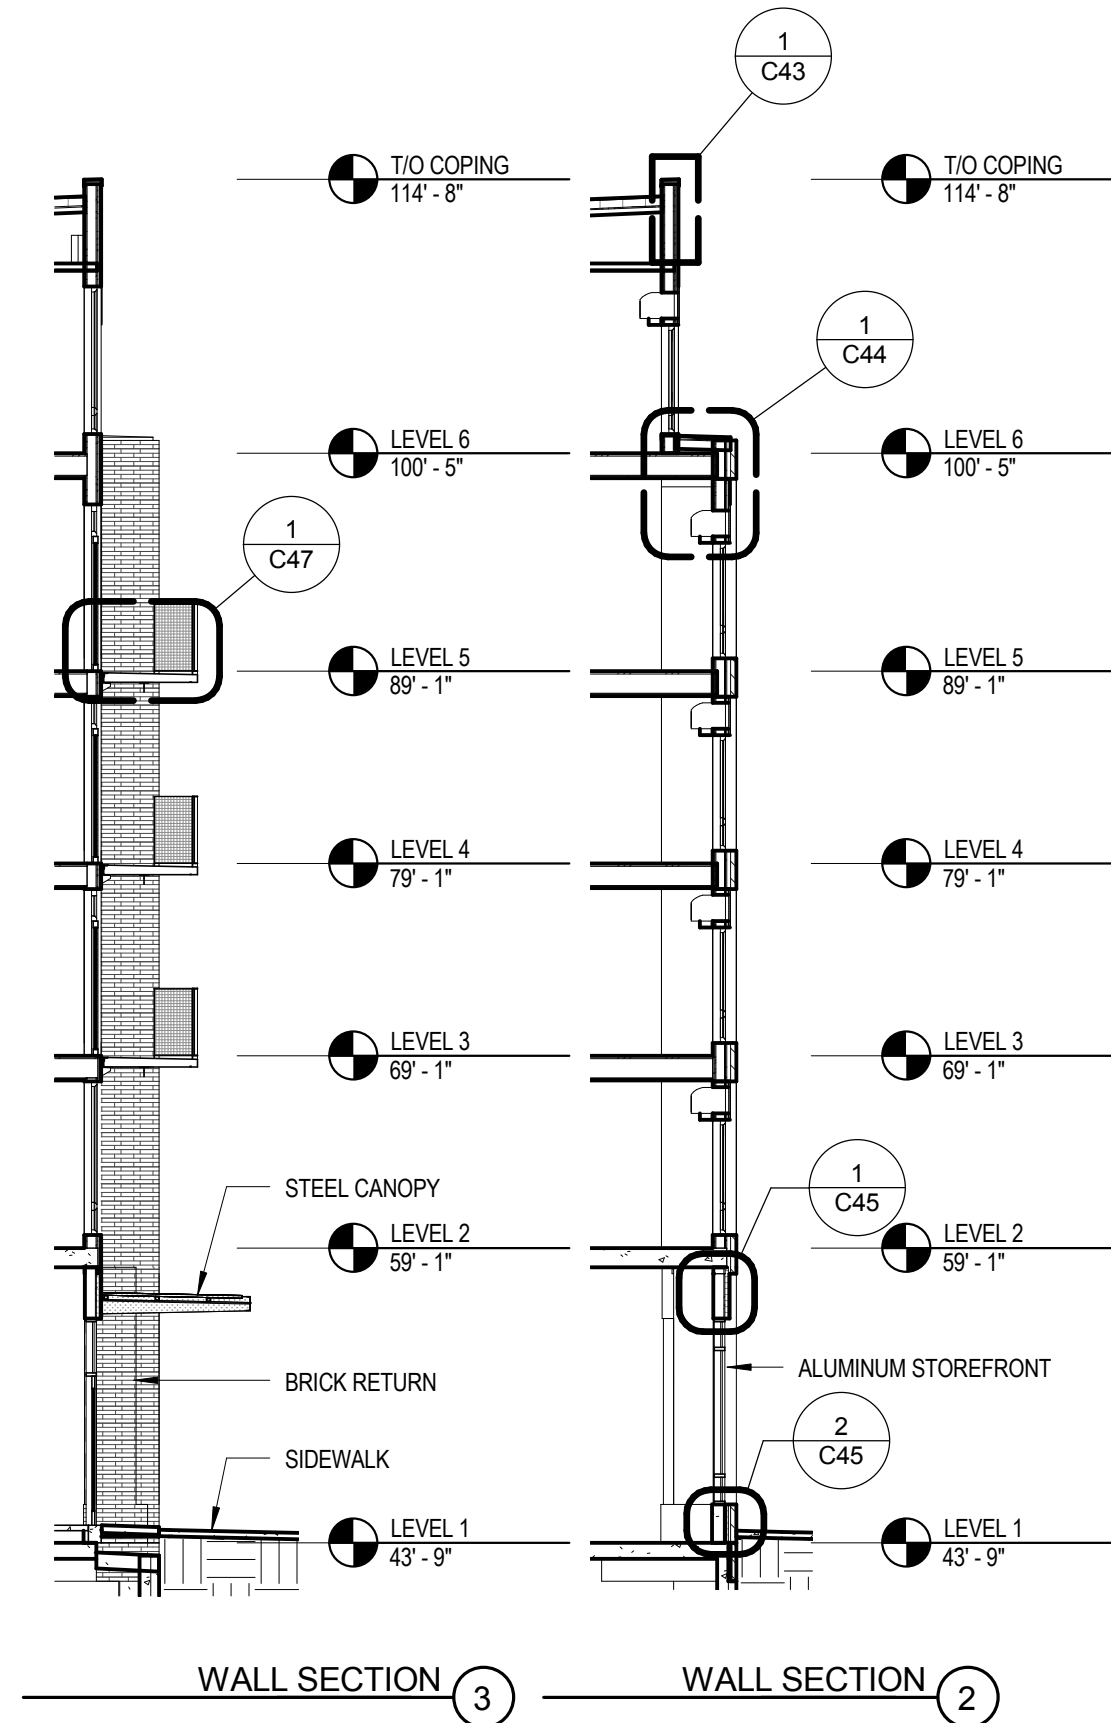 1
C43
T/O COPING
114' - 8"
T/O COPING
114' - 8"
1
C44
LEVEL 6
100' - 5"
LEVEL 6
100' - 5"
1
C47
LEVEL 5
89' - 1"
LEVEL 5
89' - 1"
LEVEL 4
79' - 1"
LEVEL 4
79' - 1"
LEVEL 3
69' - 1"
LEVEL 3
69' - 1"
STEEL CANOPY
1
C45
LEVEL 2
59' - 1"
LEVEL 2
59' - 1"
BRICK RETURN
ALUMINUM STOREFRONT
2
C45
SIDEWALK
LEVEL 1
43' - 9"
LEVEL 1
43' - 9"
WALL SECTION 3
WALL SECTION 2